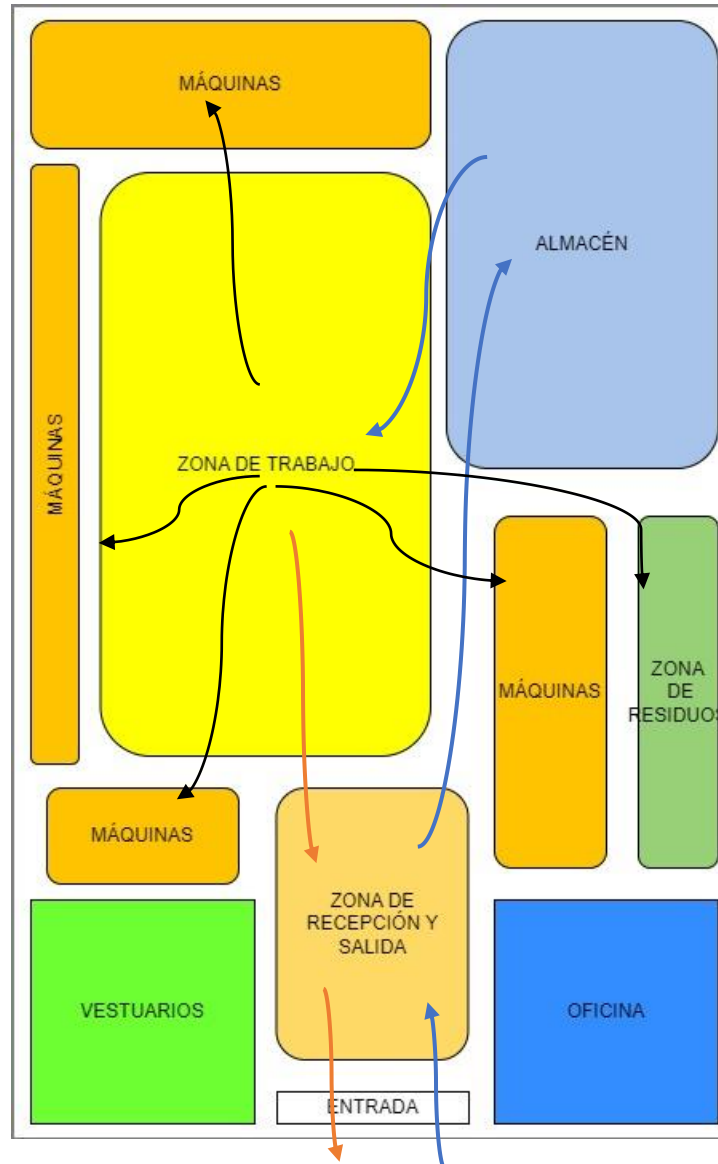 MÁQUINAS
ALMACÉN
MÁQUINAS
ZONA DE TRABAJO
MÁQUINAS
ZONA
DE
RESIDUOS
MÁQUINAS
ZONA DE
RECEPCIÓN Y
SALIDA
VESTUARIOS
OFICINA
ENTRADA